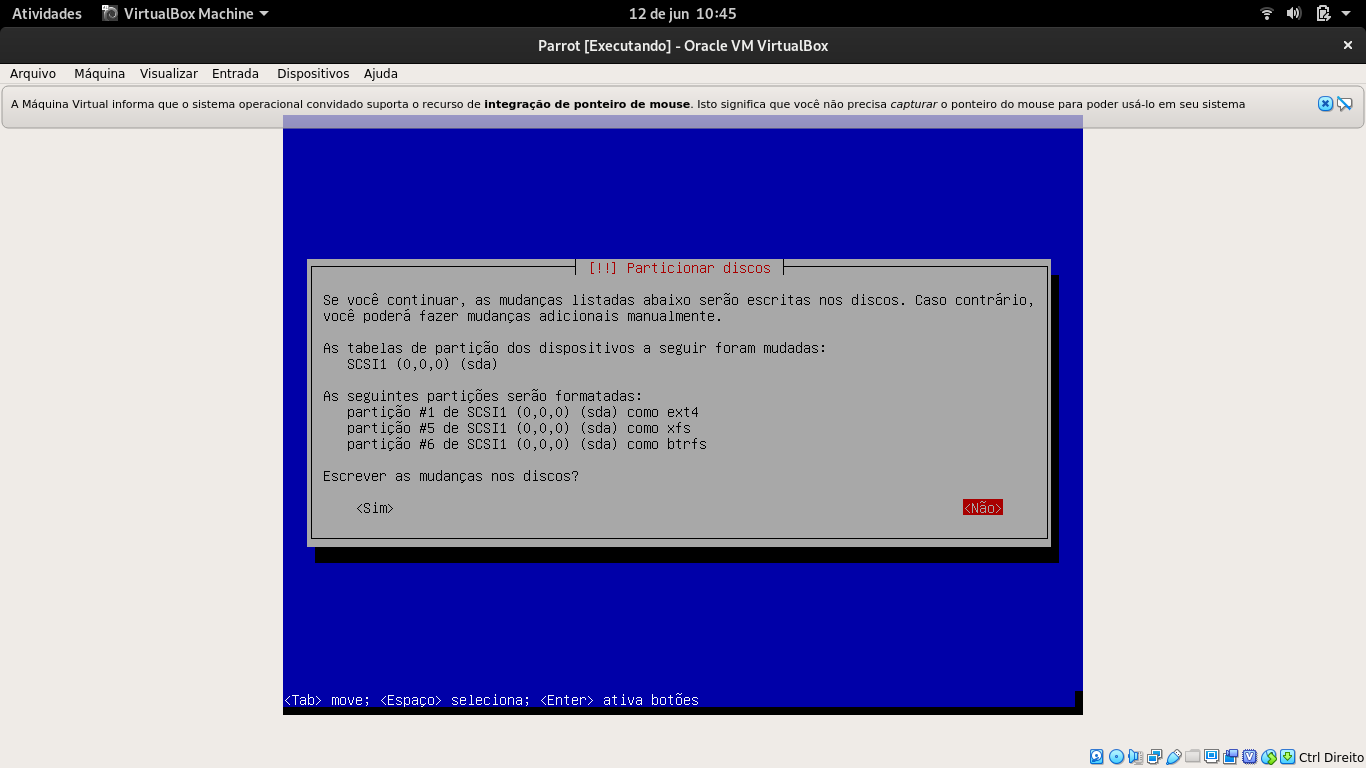 Atividades VirtualBox Machine 12 de jun 10:45
Parrot [Executando] - Oracle VM VirtualBox ×
Arquivo Máquina Visualizar Entrada Dispositivos Ajuda
A Máquina Virtual informa que o sistema operacional convidado suporta o recurso de integração de ponteiro de mouse. Isto significa que você não precisa capturar o ponteiro do mouse para poder usá-lo em seu sistema
[!!] Particionar discos
Se você continuar, as mudanças listadas abaixo serão escritas nos discos. Caso contrário,
você poderá fazer mudanças adicionais manualmente.
As tabelas de partição dos dispositivos a seguir foram mudadas:
SCSI1 (0,0,0) (sda)
As seguintes partições serão formatadas:
partição #1 de SCSI1 (0,0,0) (sda) como ext4
partição #5 de SCSI1 (0,0,0) (sda) como xfs
partição #6 de SCSI1 (0,0,0) (sda) como btrfs
Escrever as mudanças nos discos?
<Sim> <Não>
<Tab> move; <Espaço> seleciona; <Enter> ativa botões
Ctrl Direito